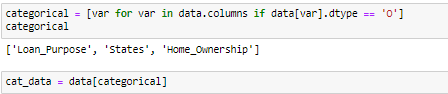 categorical = [var for var in data.columns if data[var].dtype == 'O']
categorical
['Loan_Purpose', 'States', 'Home_Ownership']
cat_data = data[categorical]